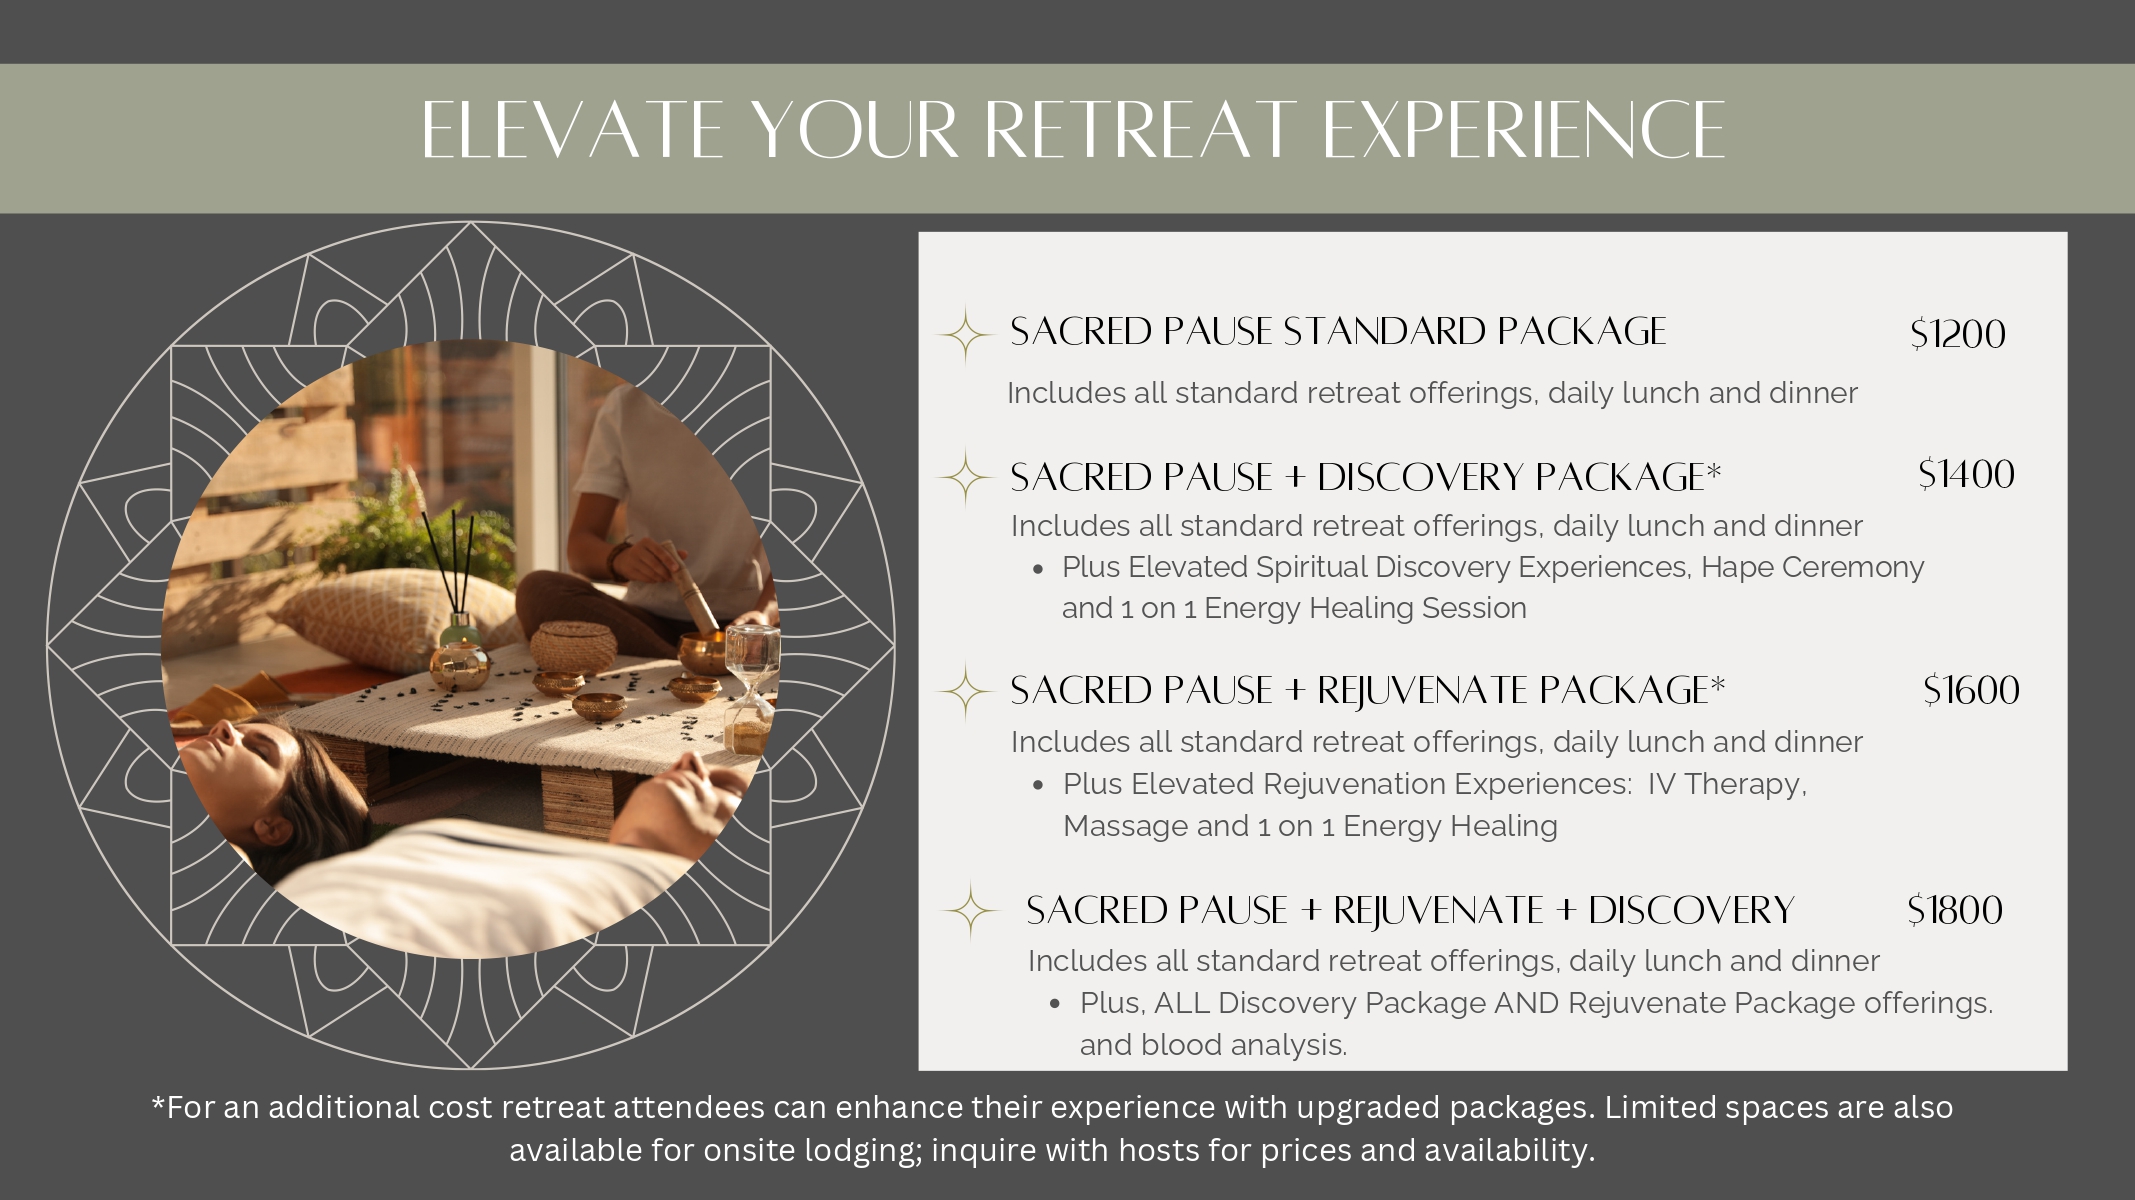 ELEVATE YOUR RETREAT EXPERIENCE
SACRED PAUSE STANDARD PACKAGE $1200
Includes all standard retreat offerings, daily lunch and dinner
SACRED PAUSE + DISCOVERY PACKAGE* $1400
Includes all standard retreat offerings, daily lunch and dinner
• Plus Elevated Spiritual Discovery Experiences, Hape Ceremony
and 1 on 1 Energy Healing Session
SACRED PAUSE + REJUVENATE PACKAGE* $1600
Includes all standard retreat offerings, daily lunch and dinner
• Plus Elevated Rejuvenation Experiences: IV Therapy,
Massage and 1 on 1 Energy Healing
SACRED PAUSE + REJUVENATE + DISCOVERY $1800
Includes all standard retreat offerings, daily lunch and dinner
• Plus, ALL Discovery Package AND Rejuvenate Package offerings.
and blood analysis.
*For an additional cost retreat attendees can enhance their experience with upgraded packages. Limited spaces are also
available for onsite lodging; inquire with hosts for prices and availability.